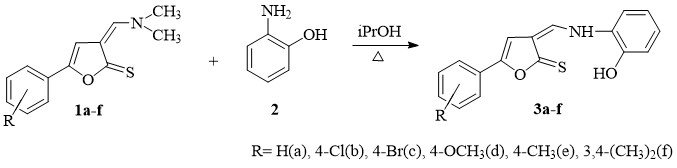 CH₃
N
CH₃
O
S
R
1a-f
+
NH₂
OH
2
iPrOH
△
NH
HO
O
S
R
3a-f
R= H(a), 4-Cl(b), 4-Br(c), 4-OCH₃(d), 4-CH₃(e), 3,4-(CH₃)₂(f)